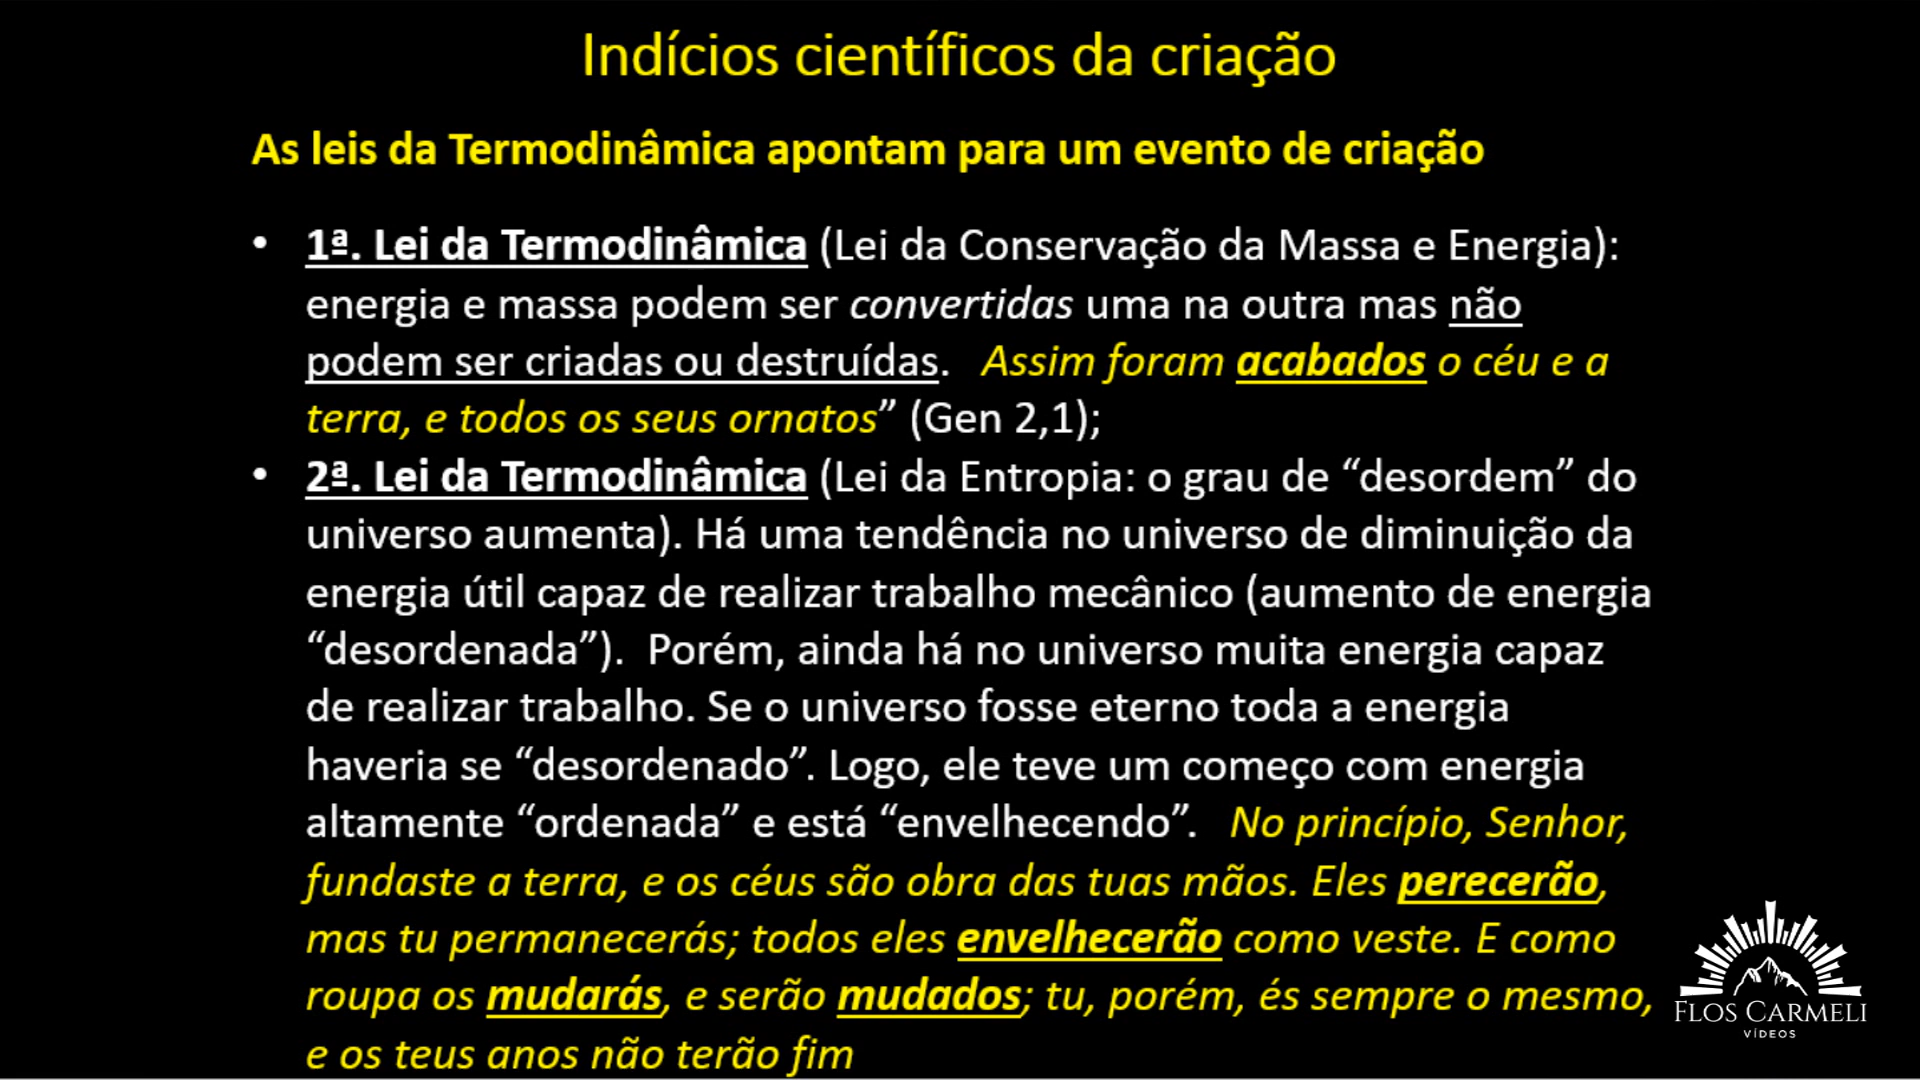 Indícios científicos da criação
As leis da Termodinâmica apontam para um evento de criação
• 1ª. Lei da Termodinâmica (Lei da Conservação da Massa e Energia):
energia e massa podem ser convertidas uma na outra mas não
podem ser criadas ou destruídas. Assim foram acabados o céu e a
terra, e todos os seus ornatos” (Gen 2,1);
• 2ª. Lei da Termodinâmica (Lei da Entropia: o grau de “desordem” do
universo aumenta). Há uma tendência no universo de diminuição da
energia útil capaz de realizar trabalho mecânico (aumento de energia
“desordenada”). Porém, ainda há no universo muita energia capaz
de realizar trabalho. Se o universo fosse eterno toda a energia
haveria se “desordenado”. Logo, ele teve um começo com energia
altamente “ordenada” e está “envelhecendo”. No princípio, Senhor,
fundaste a terra, e os céus são obra das tuas mãos. Eles perecerão,
mas tu permanecerás; todos eles envelhecerão como veste. E como
roupa os mudarás, e serão mudados; tu, porém, és sempre o mesmo,
e os teus anos não terão fim
FLOS CARMELI
VÍDEOS